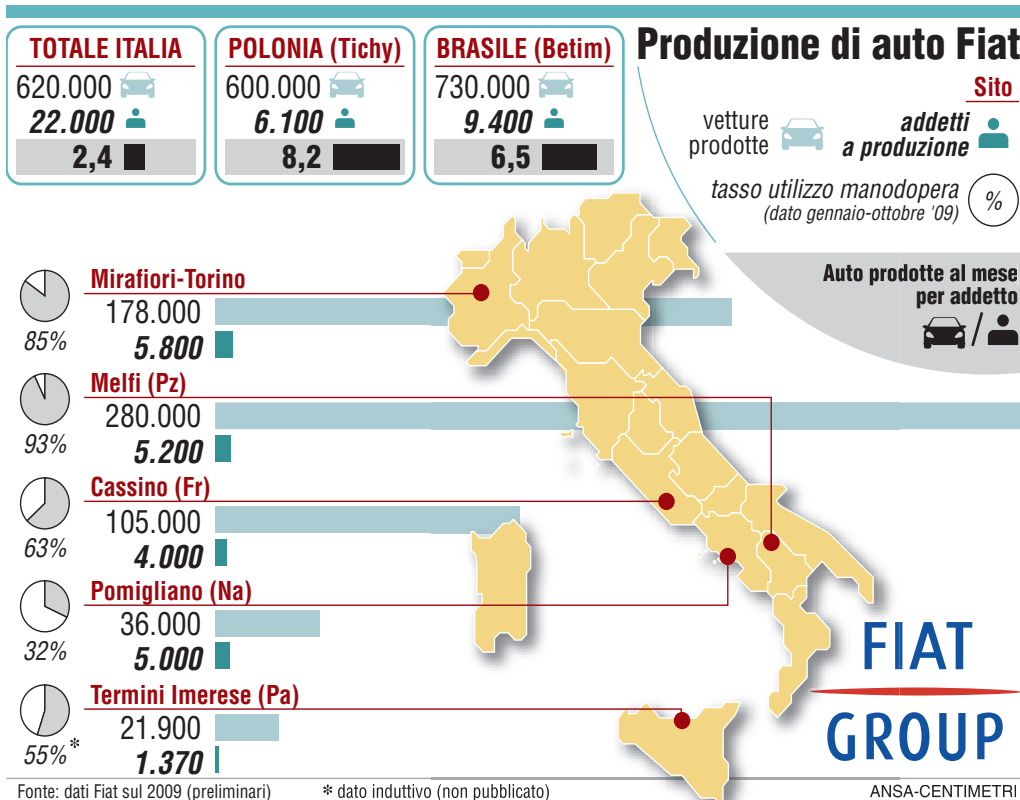 Produzione di auto Fiat
TOTALE ITALIA
620.000
22.000
2,4
POLONIA (Tichy)
600.000
6.100
8,2
BRASILE (Betim)
730.000
9.400
6,5
Sito
vetture
prodotte
addetti
a produzione
tasso utilizzo manodopera
(dato gennaio-ottobre '09)
%
Auto prodotte al mese
per addetto
/
Mirafiori-Torino
178.000
85%
5.800
Melfi (Pz)
280.000
93%
5.200
Cassino (Fr)
105.000
63%
4.000
Pomigliano (Na)
36.000
32%
5.000
Termini Imerese (Pa)
21.900
55%*
1.370
FIAT
GROUP
Fonte: dati Fiat sul 2009 (preliminari)
* dato induttivo (non pubblicato)
ANSA-CENTIMETRI